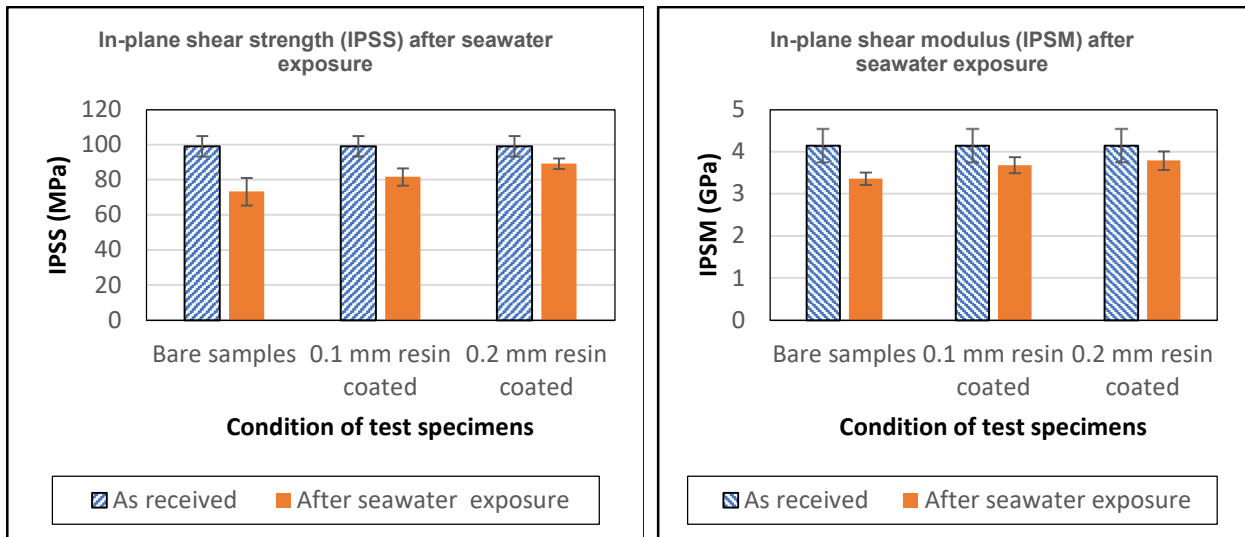 In-plane shear strength (IPSS) after seawater
exposure
IPSS (MPa)
120
100
80
60
40
20
0
Bare samples
0.1 mm resin
coated
0.2 mm resin
coated
Condition of test specimens
As received
After seawater exposure
In-plane shear modulus (IPSM) after
seawater exposure
IPSM (GPa)
5
4
3
2
1
0
Bare samples
0.1 mm resin
coated
0.2 mm resin
coated
Condition of test specimens
As received
After seawater exposure